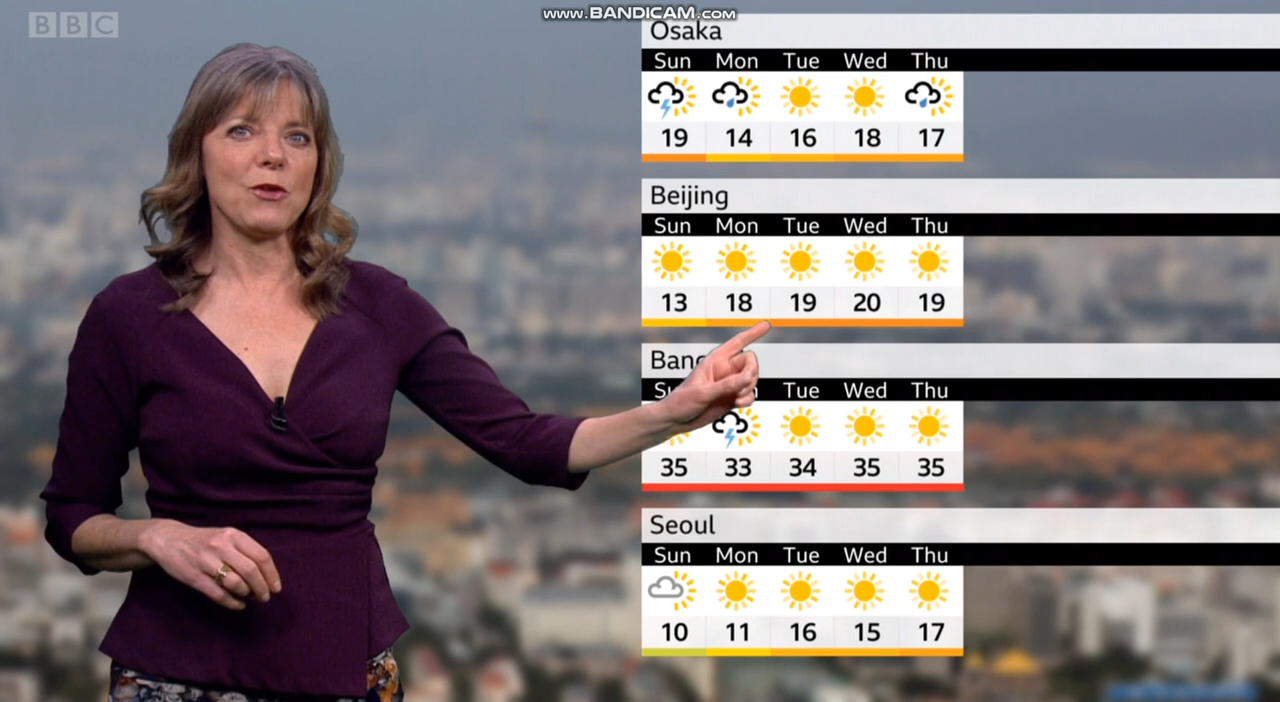 BBC
www.BANDICAM.com
Osaka
Sun Mon Tue Wed Thu
19 14 16 18 17
Beijing
Sun Mon Tue Wed Thu
13 18 19 20 19
Tue Wed Thu
35 33 34 35 35
Seoul
Sun Mon Tue Wed Thu
10 11 16 15 17